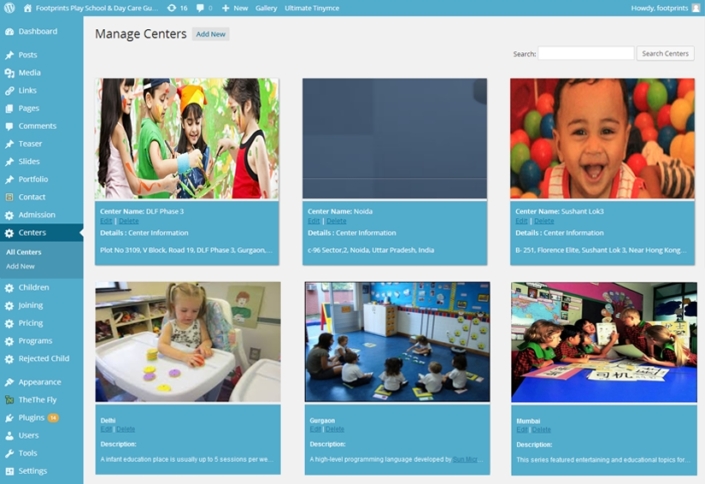 Footprints Play School & Day Care Gu... 16 0 New Gallery Ultimate Tinymce Howdy, footprints
Dashboard
Posts
Media
Links
Pages
Comments
Teaser
Slides
Portfolio
Contact
Admission
Centers
All Centers
Add New
Children
Joining
Pricing
Programs
Rejected Child
Appearance
TheThe Fly
Plugins 14
Users
Tools
Settings
Manage Centers Add New
Search: Search Centers
Center Name: DLF Phase 3
Edit | Delete
Details : Center Information
Plot No 3109, V Block, Road 19, DLF Phase 3, Gurgaon,...
Center Name: Noida
Edit | Delete
Details : Center Information
c-96 Sector,2, Noida, Uttar Pradesh, India
Center Name: Sushant Lok3
Edit | Delete
Details : Center Information
B- 251, Florence Elite, Sushant Lok 3, Near Hong Kong...
Delhi
Edit | Delete
Description:
A infant education place is usually up to 5 sessions per we...
Gurgaon
Edit | Delete
Description:
A high-level programming language developed by Sun Micr...
Mumbai
Edit | Delete
Description:
This series featured entertaining and educational topics for...
司机